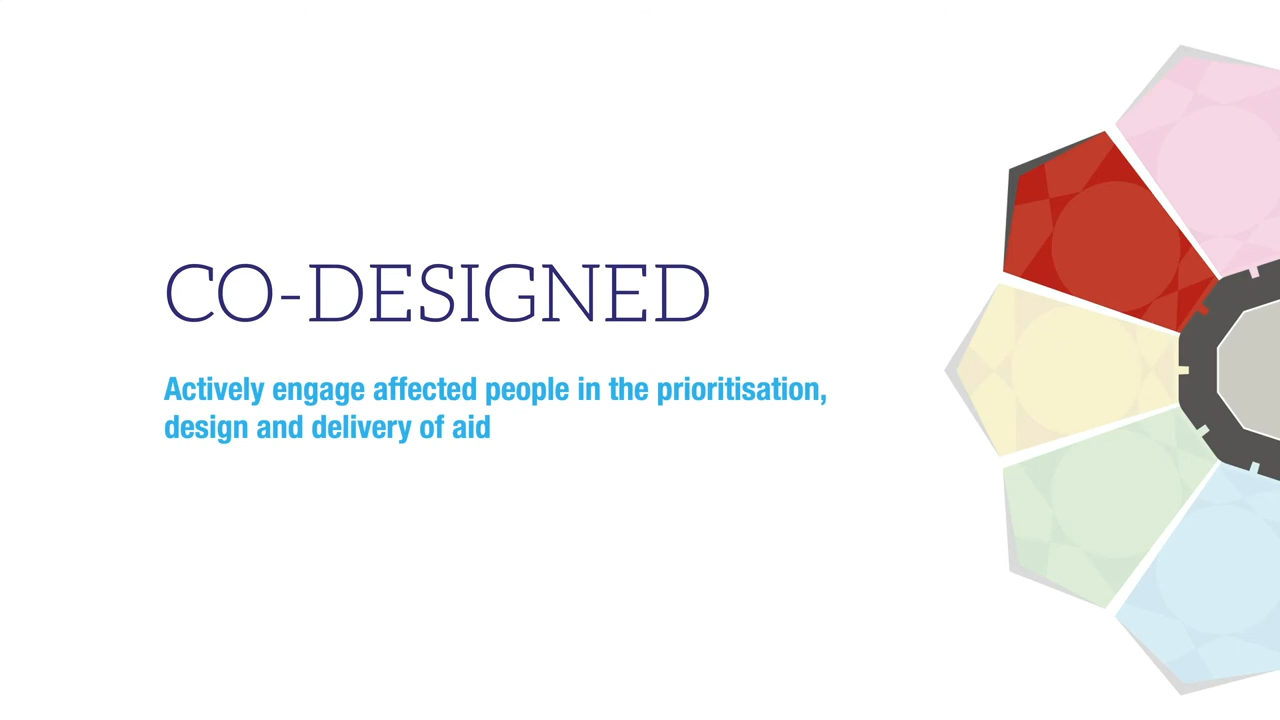 CO-DESIGNED
Actively engage affected people in the prioritisation,
design and delivery of aid